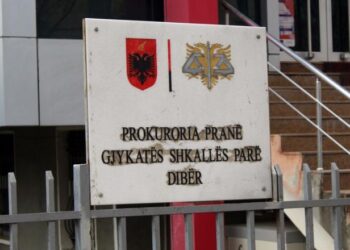 PROKURORIA PRANË
GJYKATËS SHKALLËS PARË
DIBËR